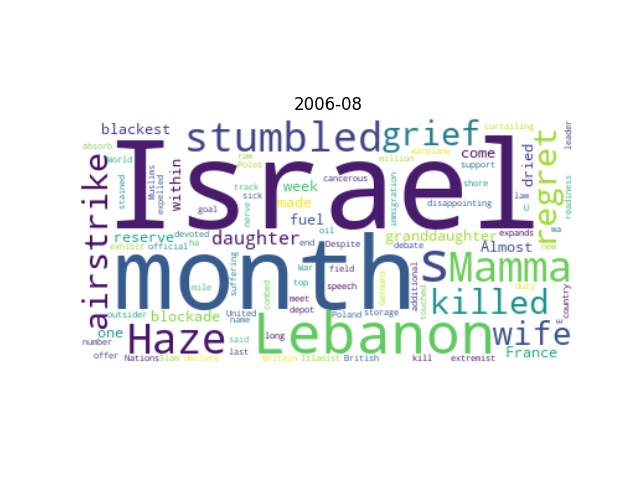 2006-08
blackest
stumbled
grief
curtailing
leader
absorb
World
stained
Muslims
expelled
within
raw
Poles
million
warplane
come
support
dried
regret
Israel
airstrike
goal
track
sick
nerve
cancerous
week
made
fuel
immigration
disappointing
shore
law
u
readiness
reserve
devoted
official
ha
exhibit
daughter
end
Despite
oil
debate
granddaughter
Almost
expands
new
ma
months
mile
suffering
combed
War
top
field
meet
speech
depot
Germans
additional
touched
s
Mamma
killed
duty
country
E
outsider
blockade
United
name
Poland
storage
one
number
Haze
said
long
Lebanon
wife
offer
last
Nations
Slam
declare
Britain
Islamist
British
kill
extremist
France